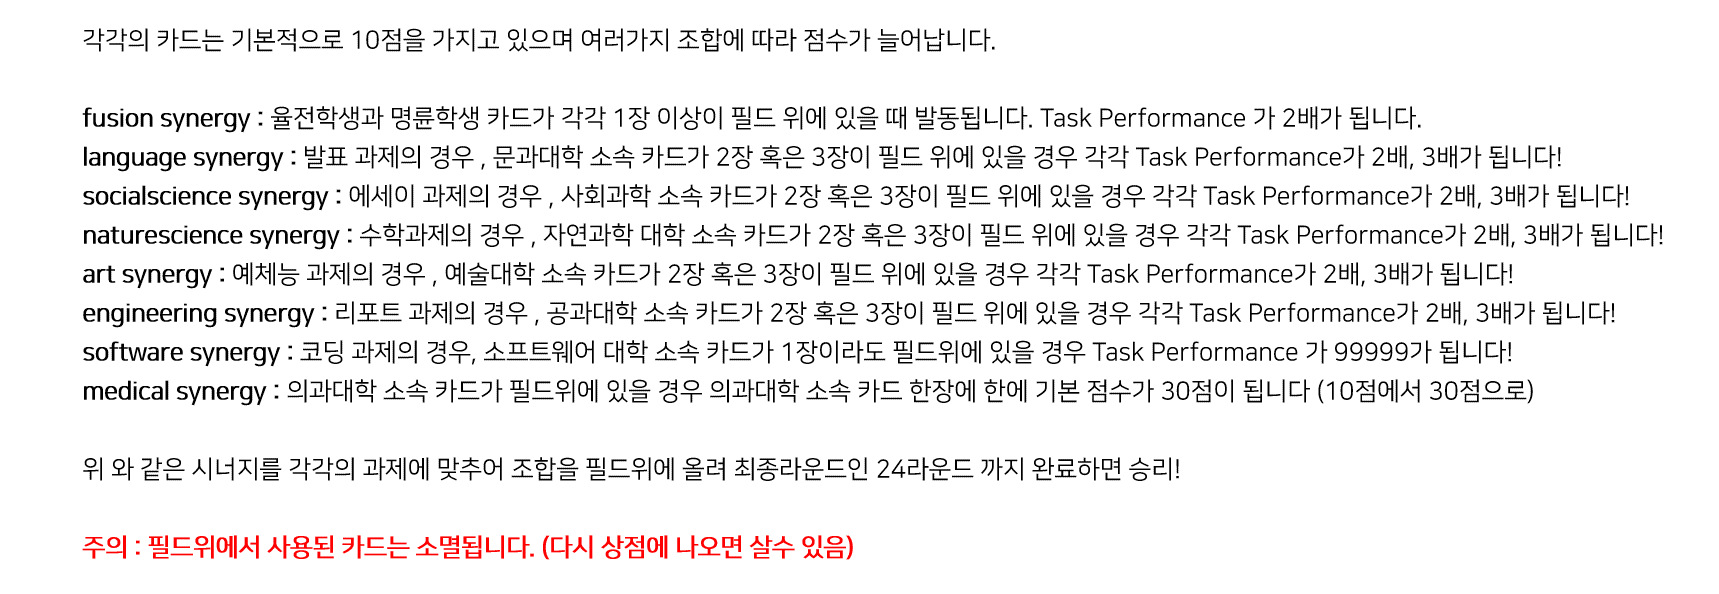 각각의 카드는 기본적으로 10점을 가지고 있으며 여러가지 조합에 따라 점수가 늘어납니다.
fusion synergy : 율전학생과 명륜학생 카드가 각각 1장 이상이 필드 위에 있을 때 발동됩니다. Task Performance 가 2배가 됩니다.
language synergy : 발표 과제의 경우 , 문과대학 소속 카드가 2장 혹은 3장이 필드 위에 있을 경우 각각 Task Performance가 2배, 3배가 됩니다!
socialscience synergy : 에세이 과제의 경우 , 사회과학 소속 카드가 2장 혹은 3장이 필드 위에 있을 경우 각각 Task Performance가 2배, 3배가 됩니다!
naturescience synergy : 수학과제의 경우 , 자연과학 대학 소속 카드가 2장 혹은 3장이 필드 위에 있을 경우 각각 Task Performance가 2배, 3배가 됩니다!
art synergy : 예체능 과제의 경우 , 예술대학 소속 카드가 2장 혹은 3장이 필드 위에 있을 경우 각각 Task Performance가 2배, 3배가 됩니다!
engineering synergy : 리포트 과제의 경우 , 공과대학 소속 카드가 2장 혹은 3장이 필드 위에 있을 경우 각각 Task Performance가 2배, 3배가 됩니다!
software synergy : 코딩 과제의 경우, 소프트웨어 대학 소속 카드가 1장이라도 필드위에 있을 경우 Task Performance 가 99999가 됩니다!
medical synergy : 의과대학 소속 카드가 필드위에 있을 경우 의과대학 소속 카드 한장에 한에 기본 점수가 30점이 됩니다 (10점에서 30점으로)
위 와 같은 시너지를 각각의 과제에 맞추어 조합을 필드위에 올려 최종라운드인 24라운드 까지 완료하면 승리!
주의 : 필드위에서 사용된 카드는 소멸됩니다. (다시 상점에 나오면 살수 있음)